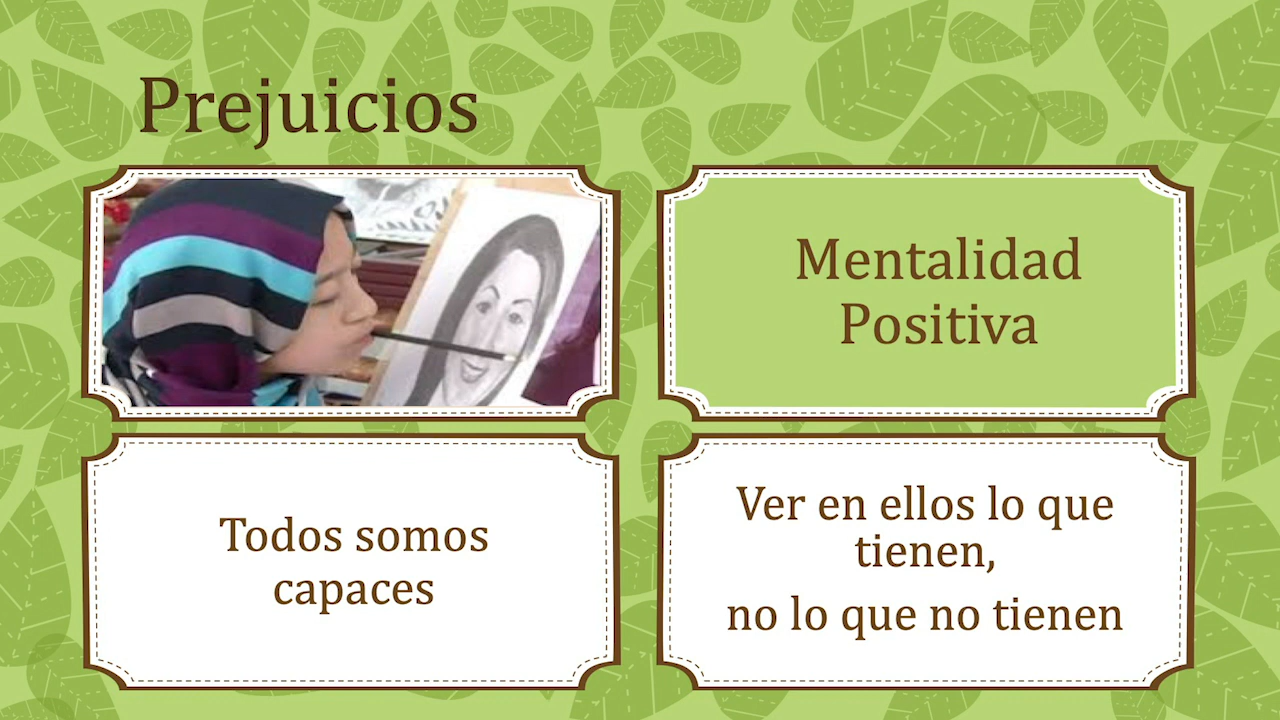 Prejuicios
Mentalidad
Positiva
Todos somos
capaces
Ver en ellos lo que
tienen,
no lo que no tienen